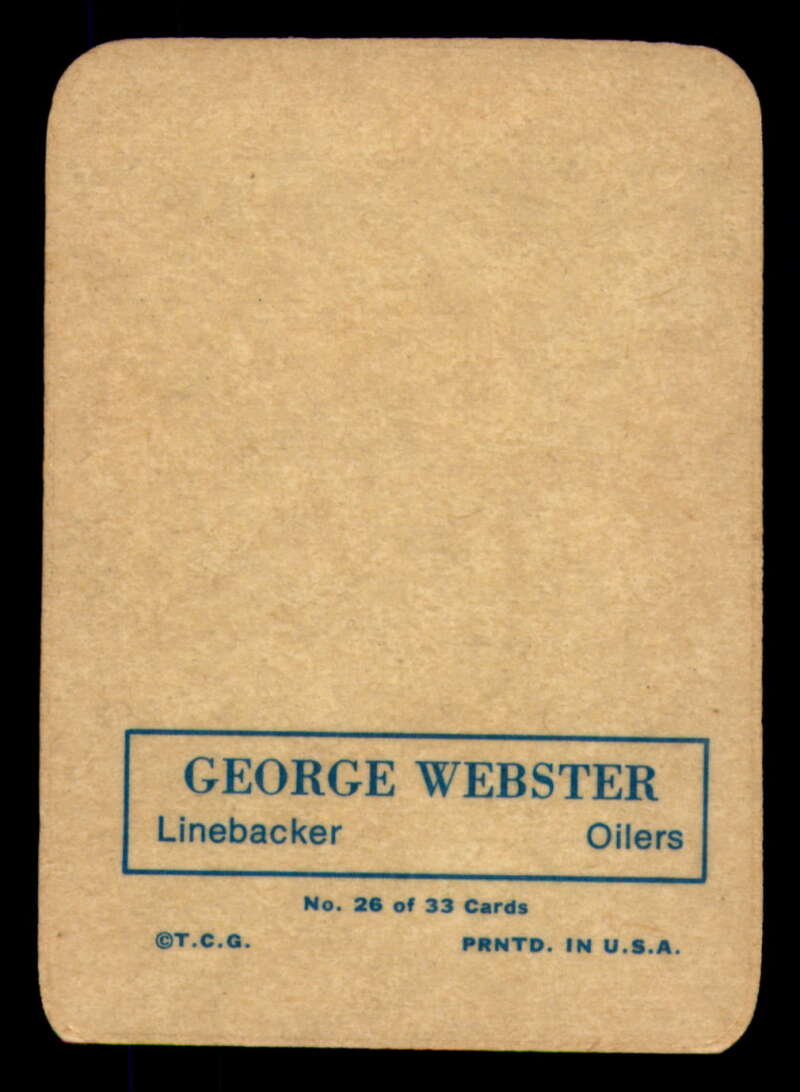 GEORGE WEBSTER
Linebacker Oilers
No. 26 of 33 Cards
©T.C.G. PRNTD. IN U.S.A.